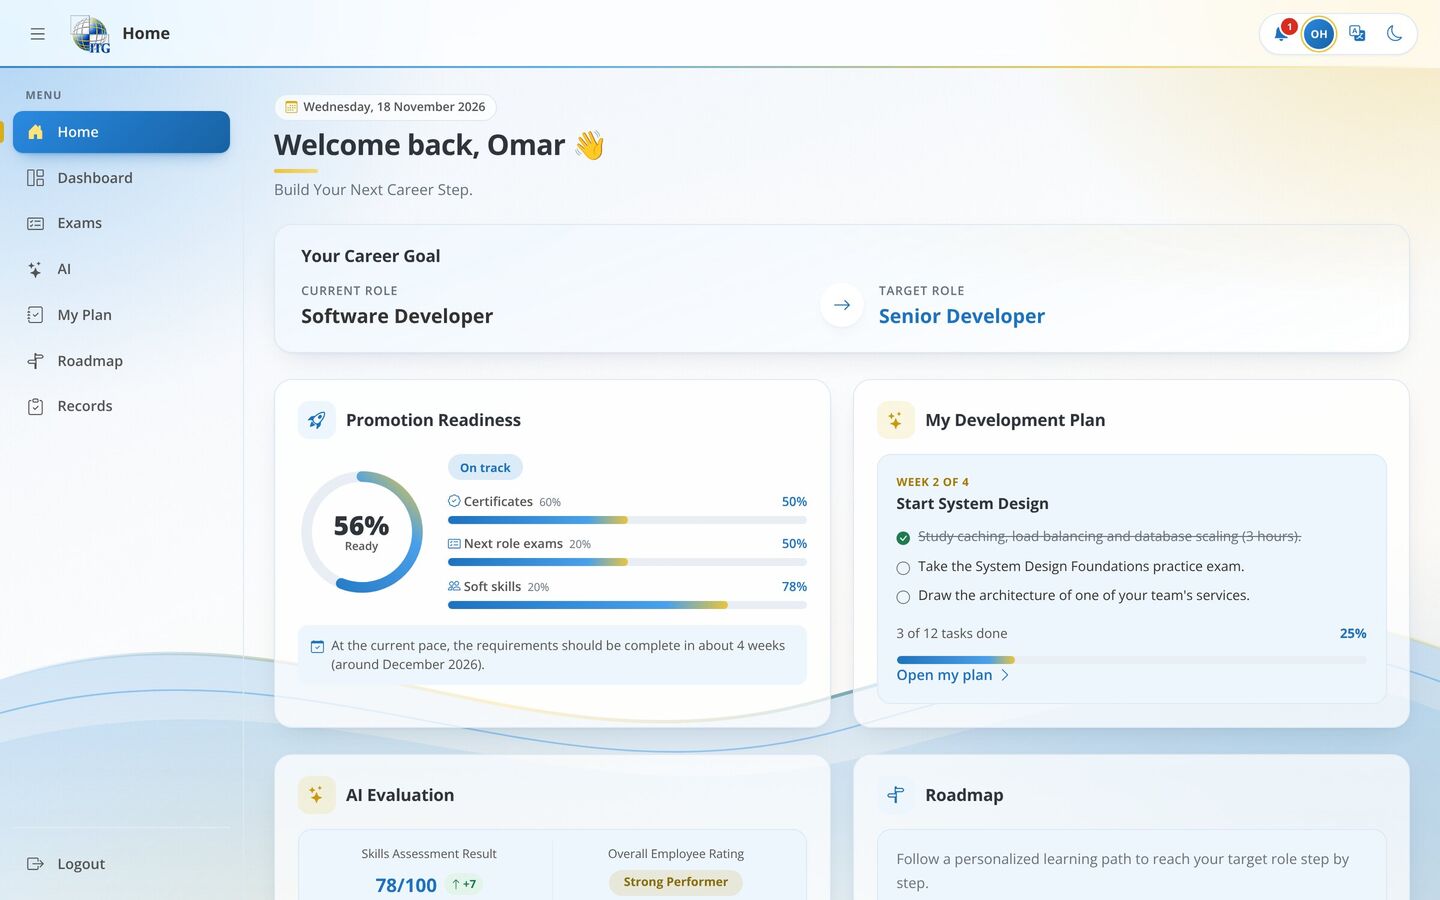 ITG
Home
1
OH
MENU
Home
Dashboard
Exams
AI
My Plan
Roadmap
Records
Logout
Wednesday, 18 November 2026
Welcome back, Omar 👋
Build Your Next Career Step.
Your Career Goal
CURRENT ROLE
Software Developer
TARGET ROLE
Senior Developer
Promotion Readiness
56%
Ready
On track
Certificates 60% 50%
Next role exams 20% 50%
Soft skills 20% 78%
At the current pace, the requirements should be complete in about 4 weeks
(around December 2026).
My Development Plan
WEEK 2 OF 4
Start System Design
Study caching, load balancing and database scaling (3 hours).
Take the System Design Foundations practice exam.
Draw the architecture of one of your team's services.
3 of 12 tasks done 25%
Open my plan
AI Evaluation
Skills Assessment Result
78/100 ↑ +7
Overall Employee Rating
Strong Performer
Roadmap
Follow a personalized learning path to reach your target role step by
step.